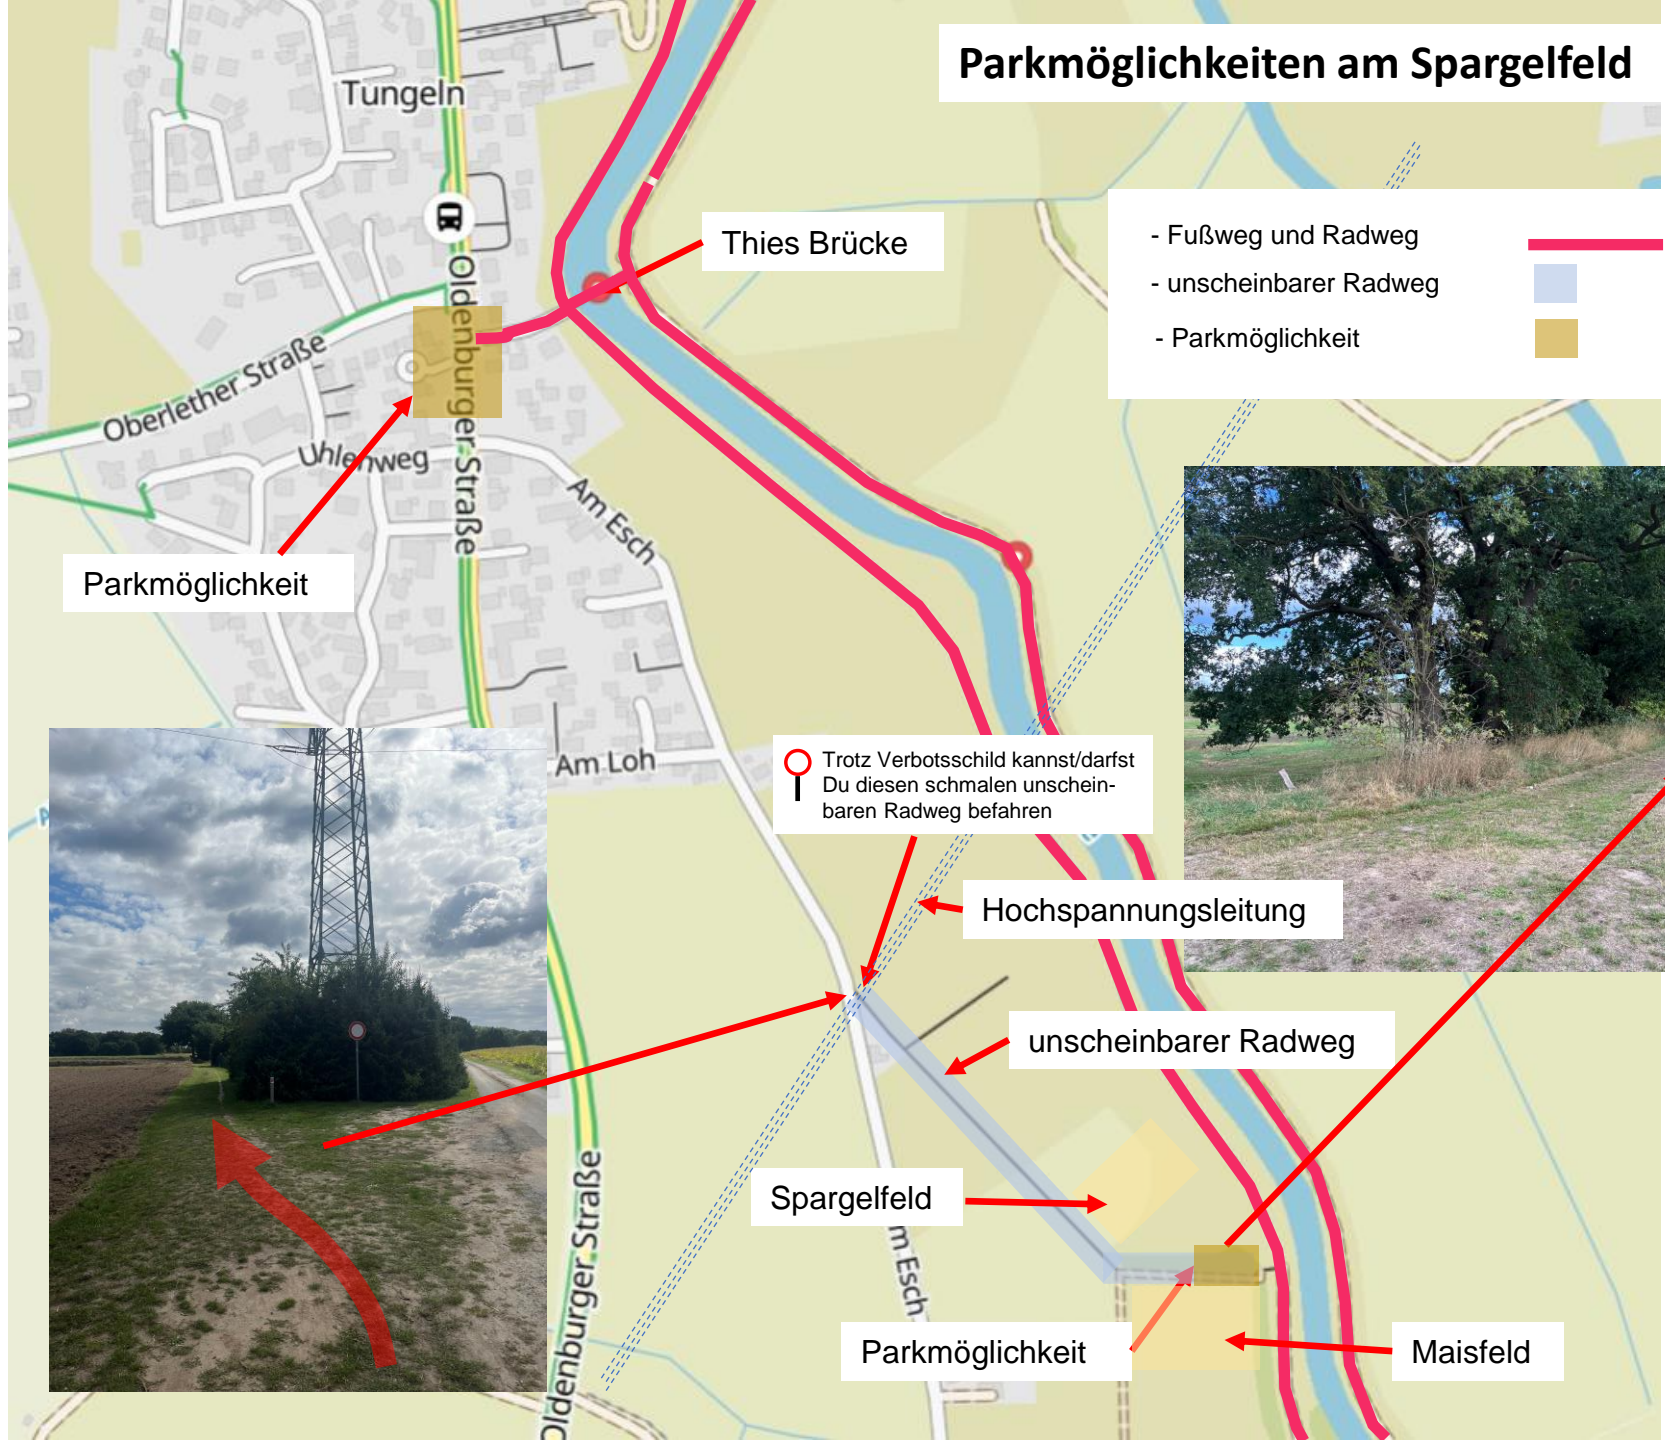 Parkmöglichkeiten am Spargelfeld
Tungeln
Thies Brücke
- Fußweg und Radweg
- unscheinbarer Radweg
- Parkmöglichkeit
Oldenburger Straße
Oberlether Straße
Uhlenweg
Am Esch
Parkmöglichkeit
Am Loh
Trotz Verbotsschild kannst/darfst
Du diesen schmalen unschein-
baren Radweg befahren
Hochspannungsleitung
unscheinbarer Radweg
Spargelfeld
m Esch
Oldenburger Straße
Parkmöglichkeit
Maisfeld